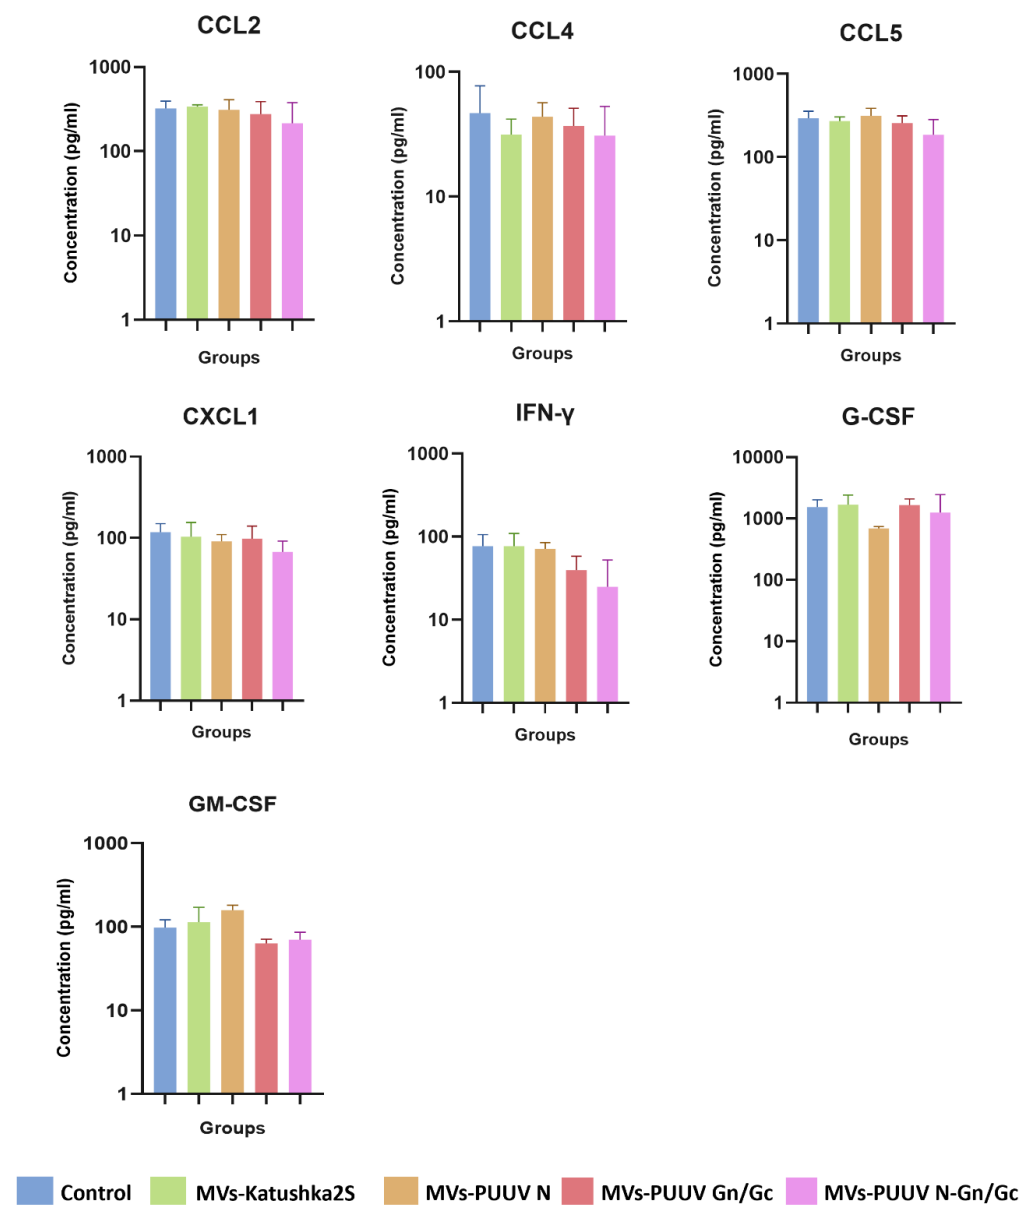 CCL2
CCL4
CCL5
Concentration (pg/ml)
1000
100
10
1
Groups
Concentration (pg/ml)
100
10
1
Groups
Concentration (pg/ml)
1000
100
10
1
Groups
CXCL1
IFN-γ
G-CSF
Concentration (pg/ml)
1000
100
10
1
Groups
Concentration (pg/ml)
1000
100
10
1
Groups
Concentration (pg/ml)
10000
1000
100
10
1
Groups
GM-CSF
Concentration (pg/ml)
1000
100
10
1
Groups
Control
MVs-Katushka2S
MVs-PUUV N
MVs-PUUV Gn/Gc
MVs-PUUV N-Gn/Gc